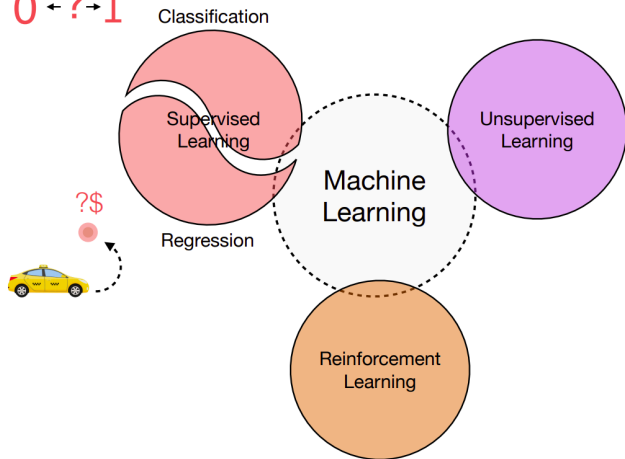 0 ←?→ 1
Classification
Supervised
Learning
Unsupervised
Learning
Machine
Learning
?$
Regression
Reinforcement
Learning